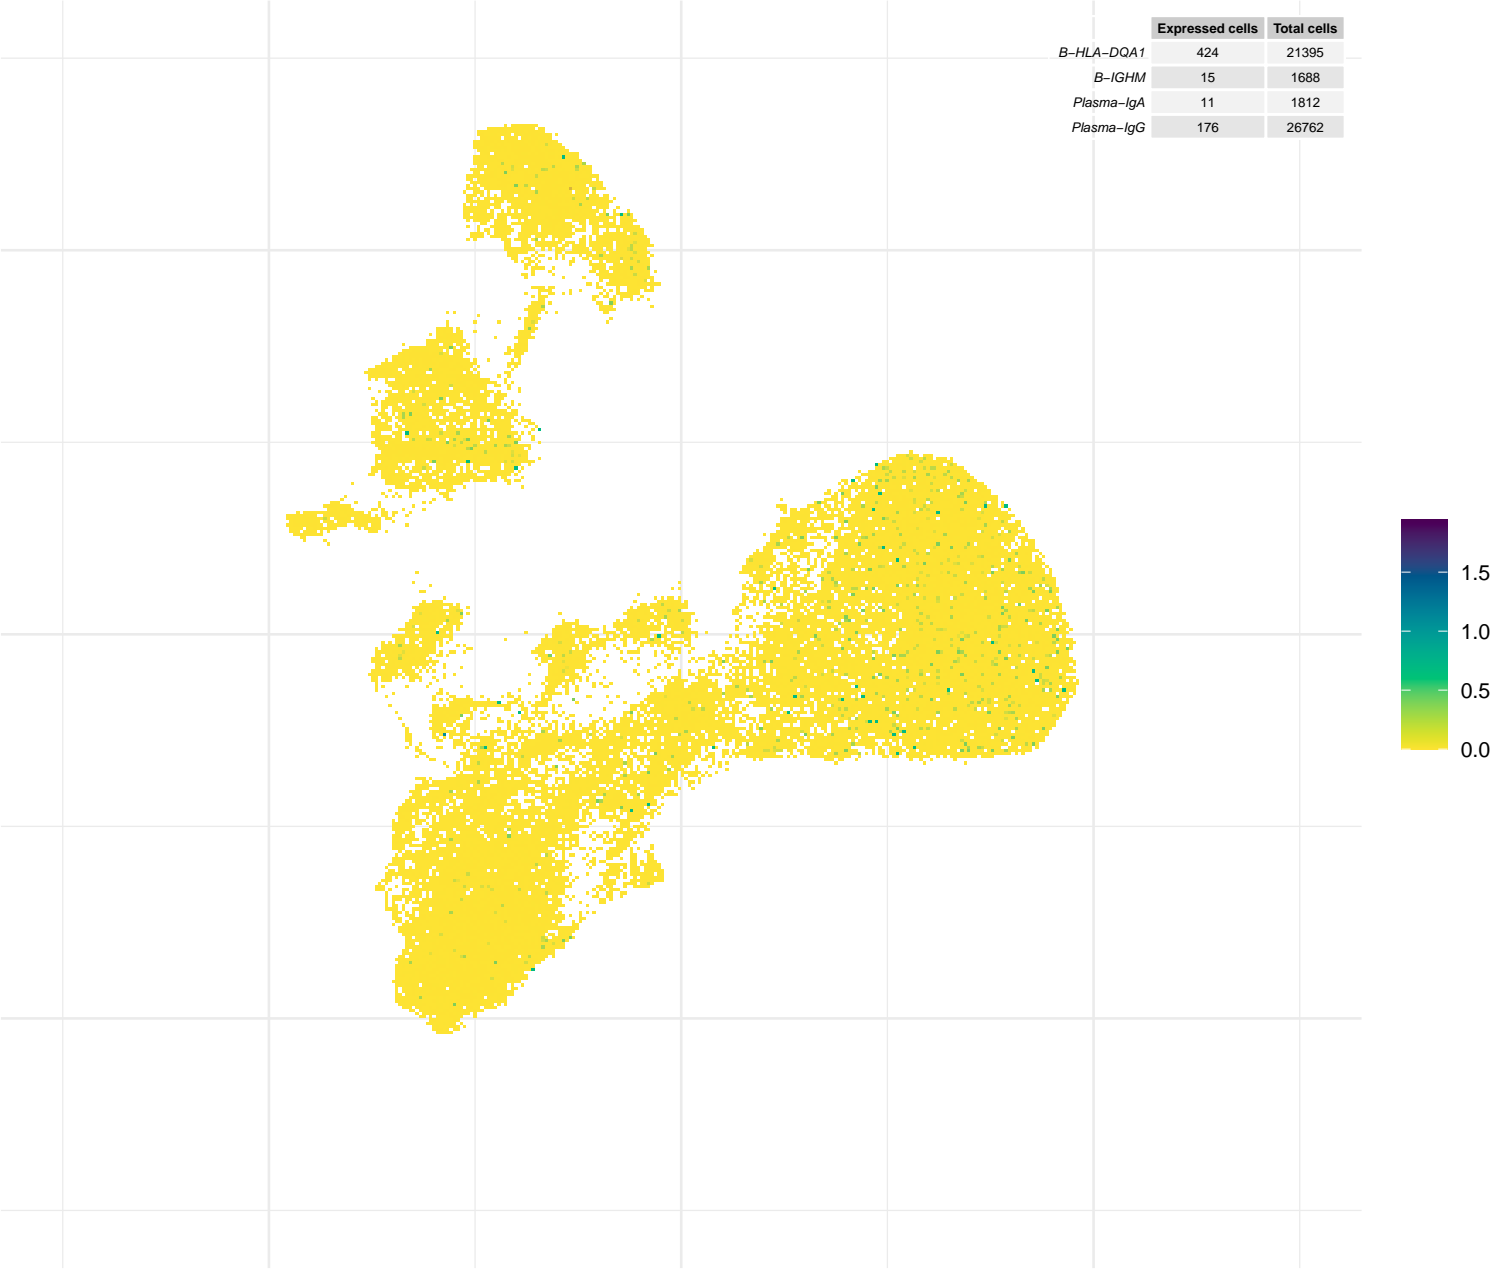 Expressed cells Total cells
B−HLA−DQA1 424 21395
B−IGHM 15 1688
Plasma−IgA 11 1812
Plasma−IgG 176 26762
1.5
1.0
0.5
0.0